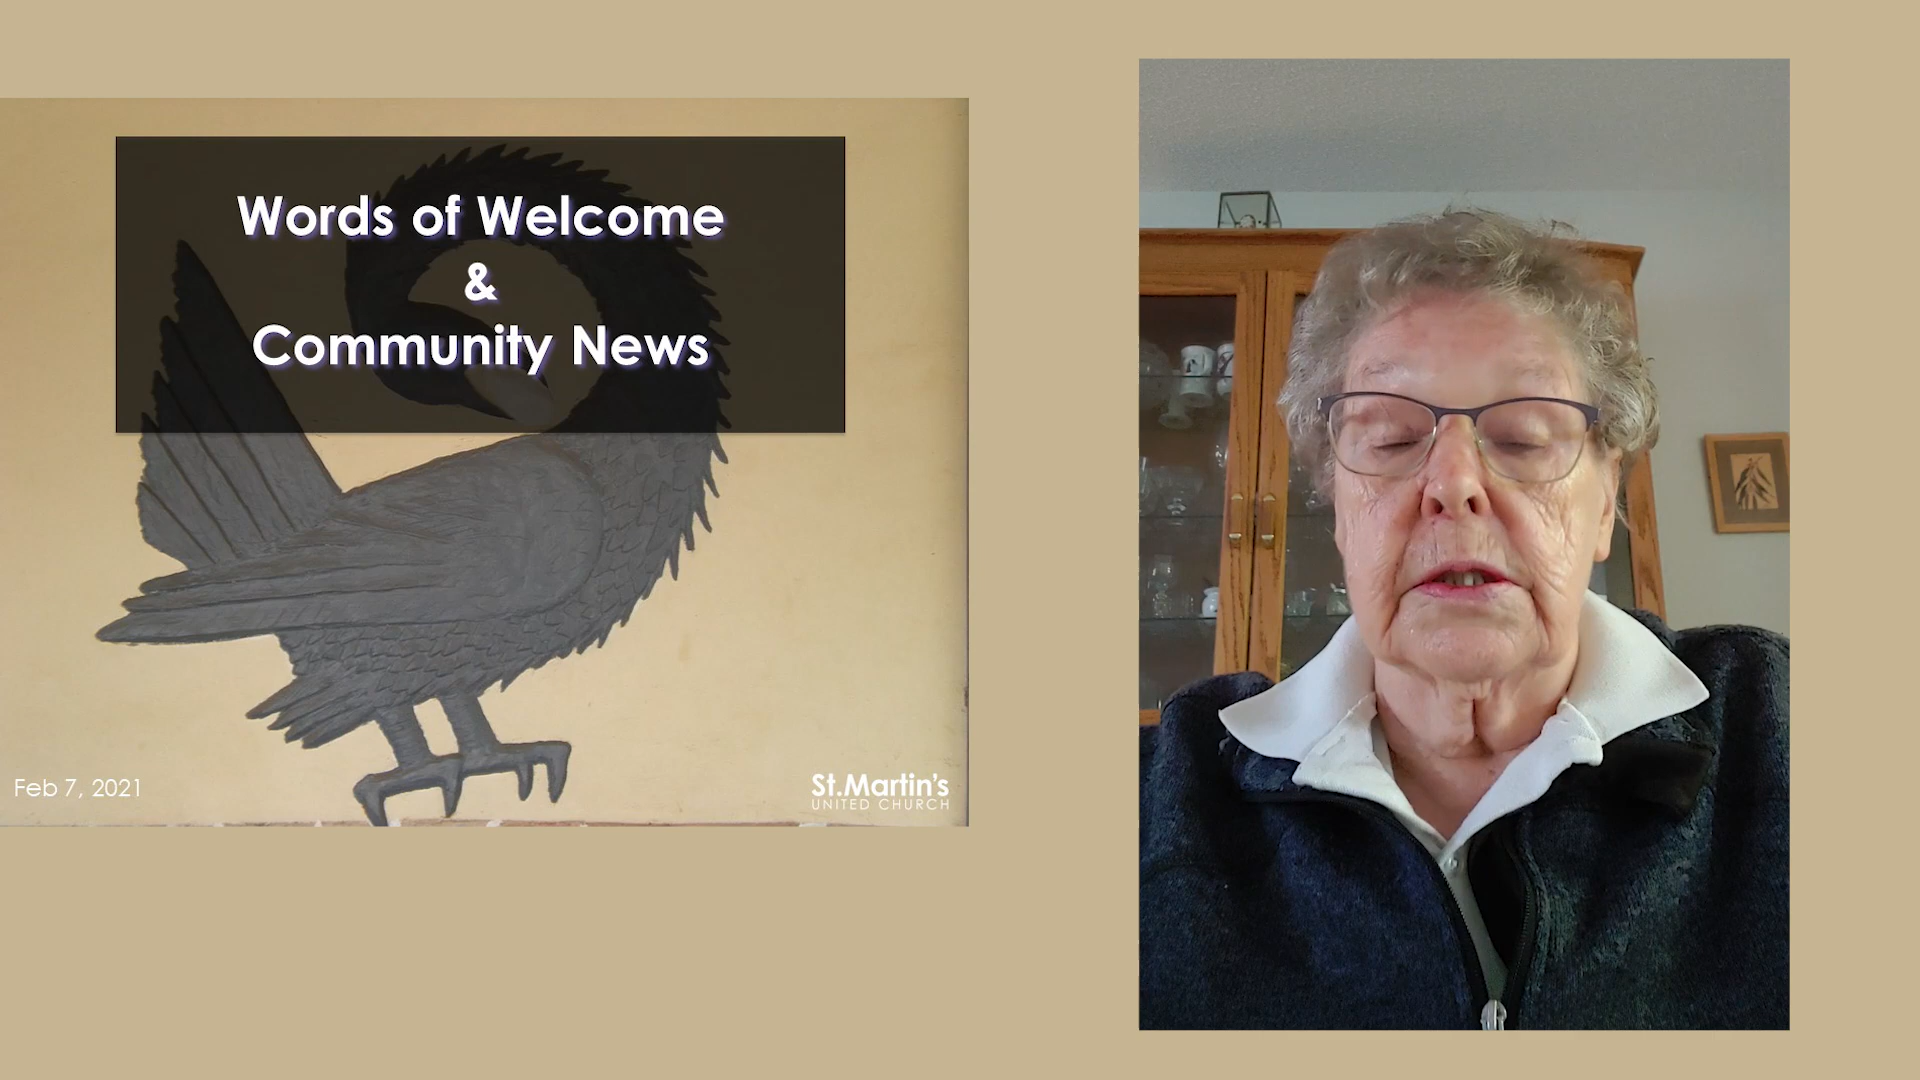 Words of Welcome
&
Community News
Feb 7, 2021
St.Martin's
UNITED CHURCH